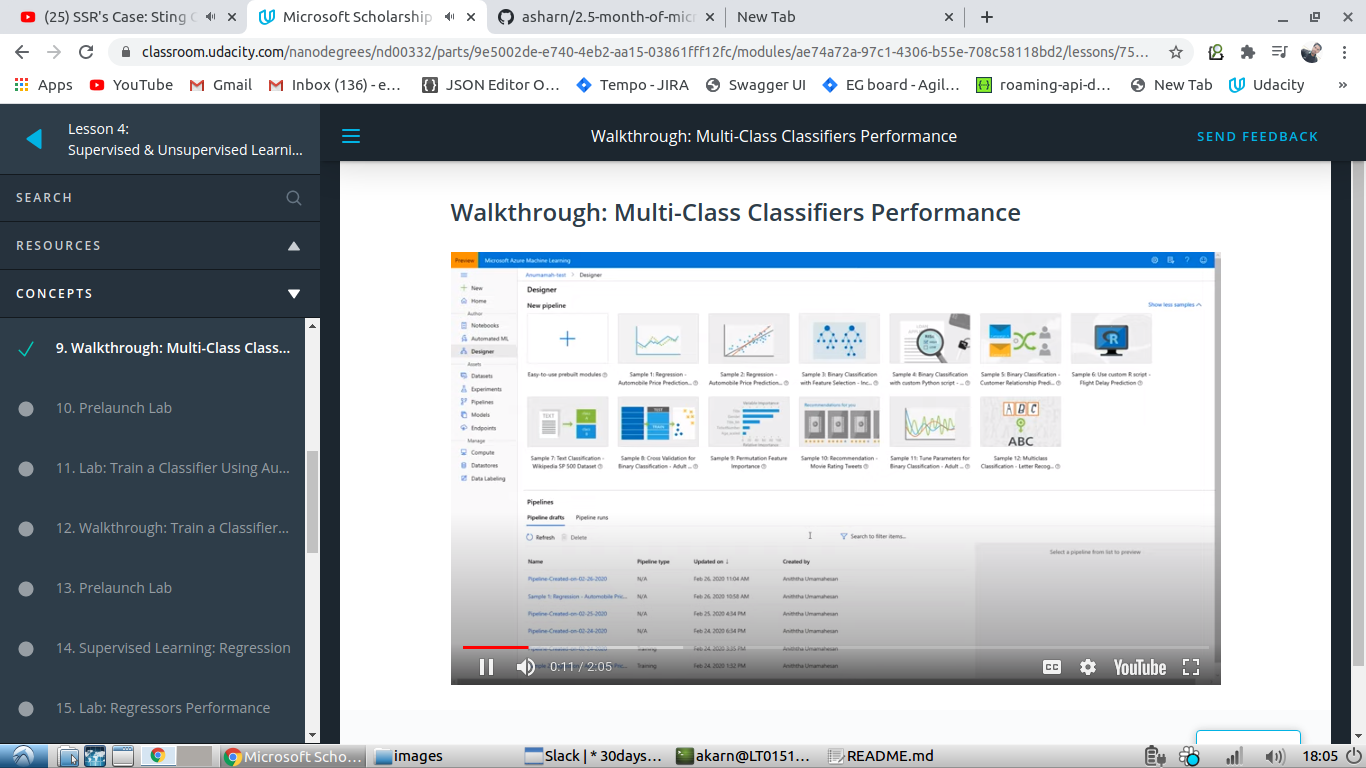 (25) SSR's Case: Sting O
Microsoft Scholarship
asharn/2.5-month-of-micr
New Tab
classroom.udacity.com/nanodegrees/nd00332/parts/9e5002de-e740-4eb2-aa15-03861fff12fc/modules/ae74a72a-97c1-4306-b55e-708c58118bd2/lessons/75...
Apps
YouTube
Gmail
Inbox (136) - e...
JSON Editor O...
Tempo - JIRA
Swagger UI
EG board - Agil...
roaming-api-d...
New Tab
Udacity
»
Lesson 4:
Supervised & Unsupervised Learni...
Walkthrough: Multi-Class Classifiers Performance
SEND FEEDBACK
SEARCH
RESOURCES
CONCEPTS
9. Walkthrough: Multi-Class Class...
10. Prelaunch Lab
11. Lab: Train a Classifier Using Au...
12. Walkthrough: Train a Classifier...
13. Prelaunch Lab
14. Supervised Learning: Regression
15. Lab: Regressors Performance
Walkthrough: Multi-Class Classifiers Performance
Preview
Microsoft Azure Machine Learning
New
Home
Author
Notebooks
Automated ML
Designer
Assets
Datasets
Experiments
Pipelines
Models
Endpoints
Manage
Compute
Datastores
Data Labeling
Anumamah-test > Designer
Designer
New pipeline
Show less samples
Easy-to-use prebuilt modules
Sample 1: Regression -
Automobile Price Prediction...
Sample 2: Regression -
Automobile Price Prediction...
Sample 3: Binary Classification
with Feature Selection - Inc...
Sample 4: Binary Classification
with custom Python script - ...
Sample 5: Binary Classification -
Customer Relationship Predi...
R
Sample 6: Use custom R script -
Flight Delay Prediction
TEXT
Sample 7: Text Classification -
Wikipedia SP 500 Dataset
Sample 8: Cross Validation for
Binary Classification - Adult ...
Sample 9: Permutation Feature
Importance
Recommendations for you
Sample 10: Recommendation -
Movie Rating Tweets
Sample 11: Tune Parameters for
Binary Classification - Adult ...
ABC
ABC
Sample 12: Multiclass
Classification - Letter Recog...
Pipelines
Pipeline drafts
Pipeline runs
Refresh
Delete
Search to filter items...
Select a pipeline from list to preview
Name
Pipeline type
Updated on ↓
Created by
Pipeline-Created-on-02-26-2020 N/A Feb 26, 2020 11:04 AM Aniththa Umamahesan
Sample 1: Regression - Automobile Pric... N/A Feb 26, 2020 10:58 AM Aniththa Umamahesan
Pipeline-Created-on-02-25-2020 N/A Feb 25, 2020 4:54 PM Aniththa Umamahesan
Pipeline-Created-on-02-24-2020 N/A Feb 24, 2020 6:34 PM Aniththa Umamahesan
Training Feb 24, 2020 3:35 PM Aniththa Umamahesan
Training Feb 24, 2020 1:32 PM Aniththa Umamahesan
0:11 / 2:05
CC
YouTube
Microsoft Scho...
images
Slack | * 30days...
akarn@LT0151...
README.md
18:05